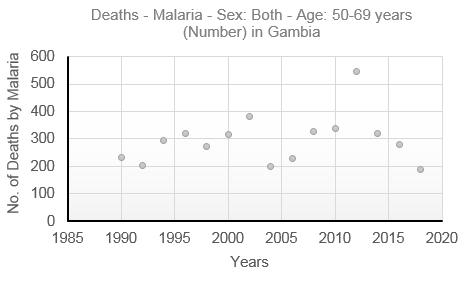 Deaths - Malaria - Sex: Both - Age: 50-69 years
(Number) in Gambia
No. of Deaths by Malaria
600
500
400
300
200
100
0
1985 1990 1995 2000 2005 2010 2015 2020
Years